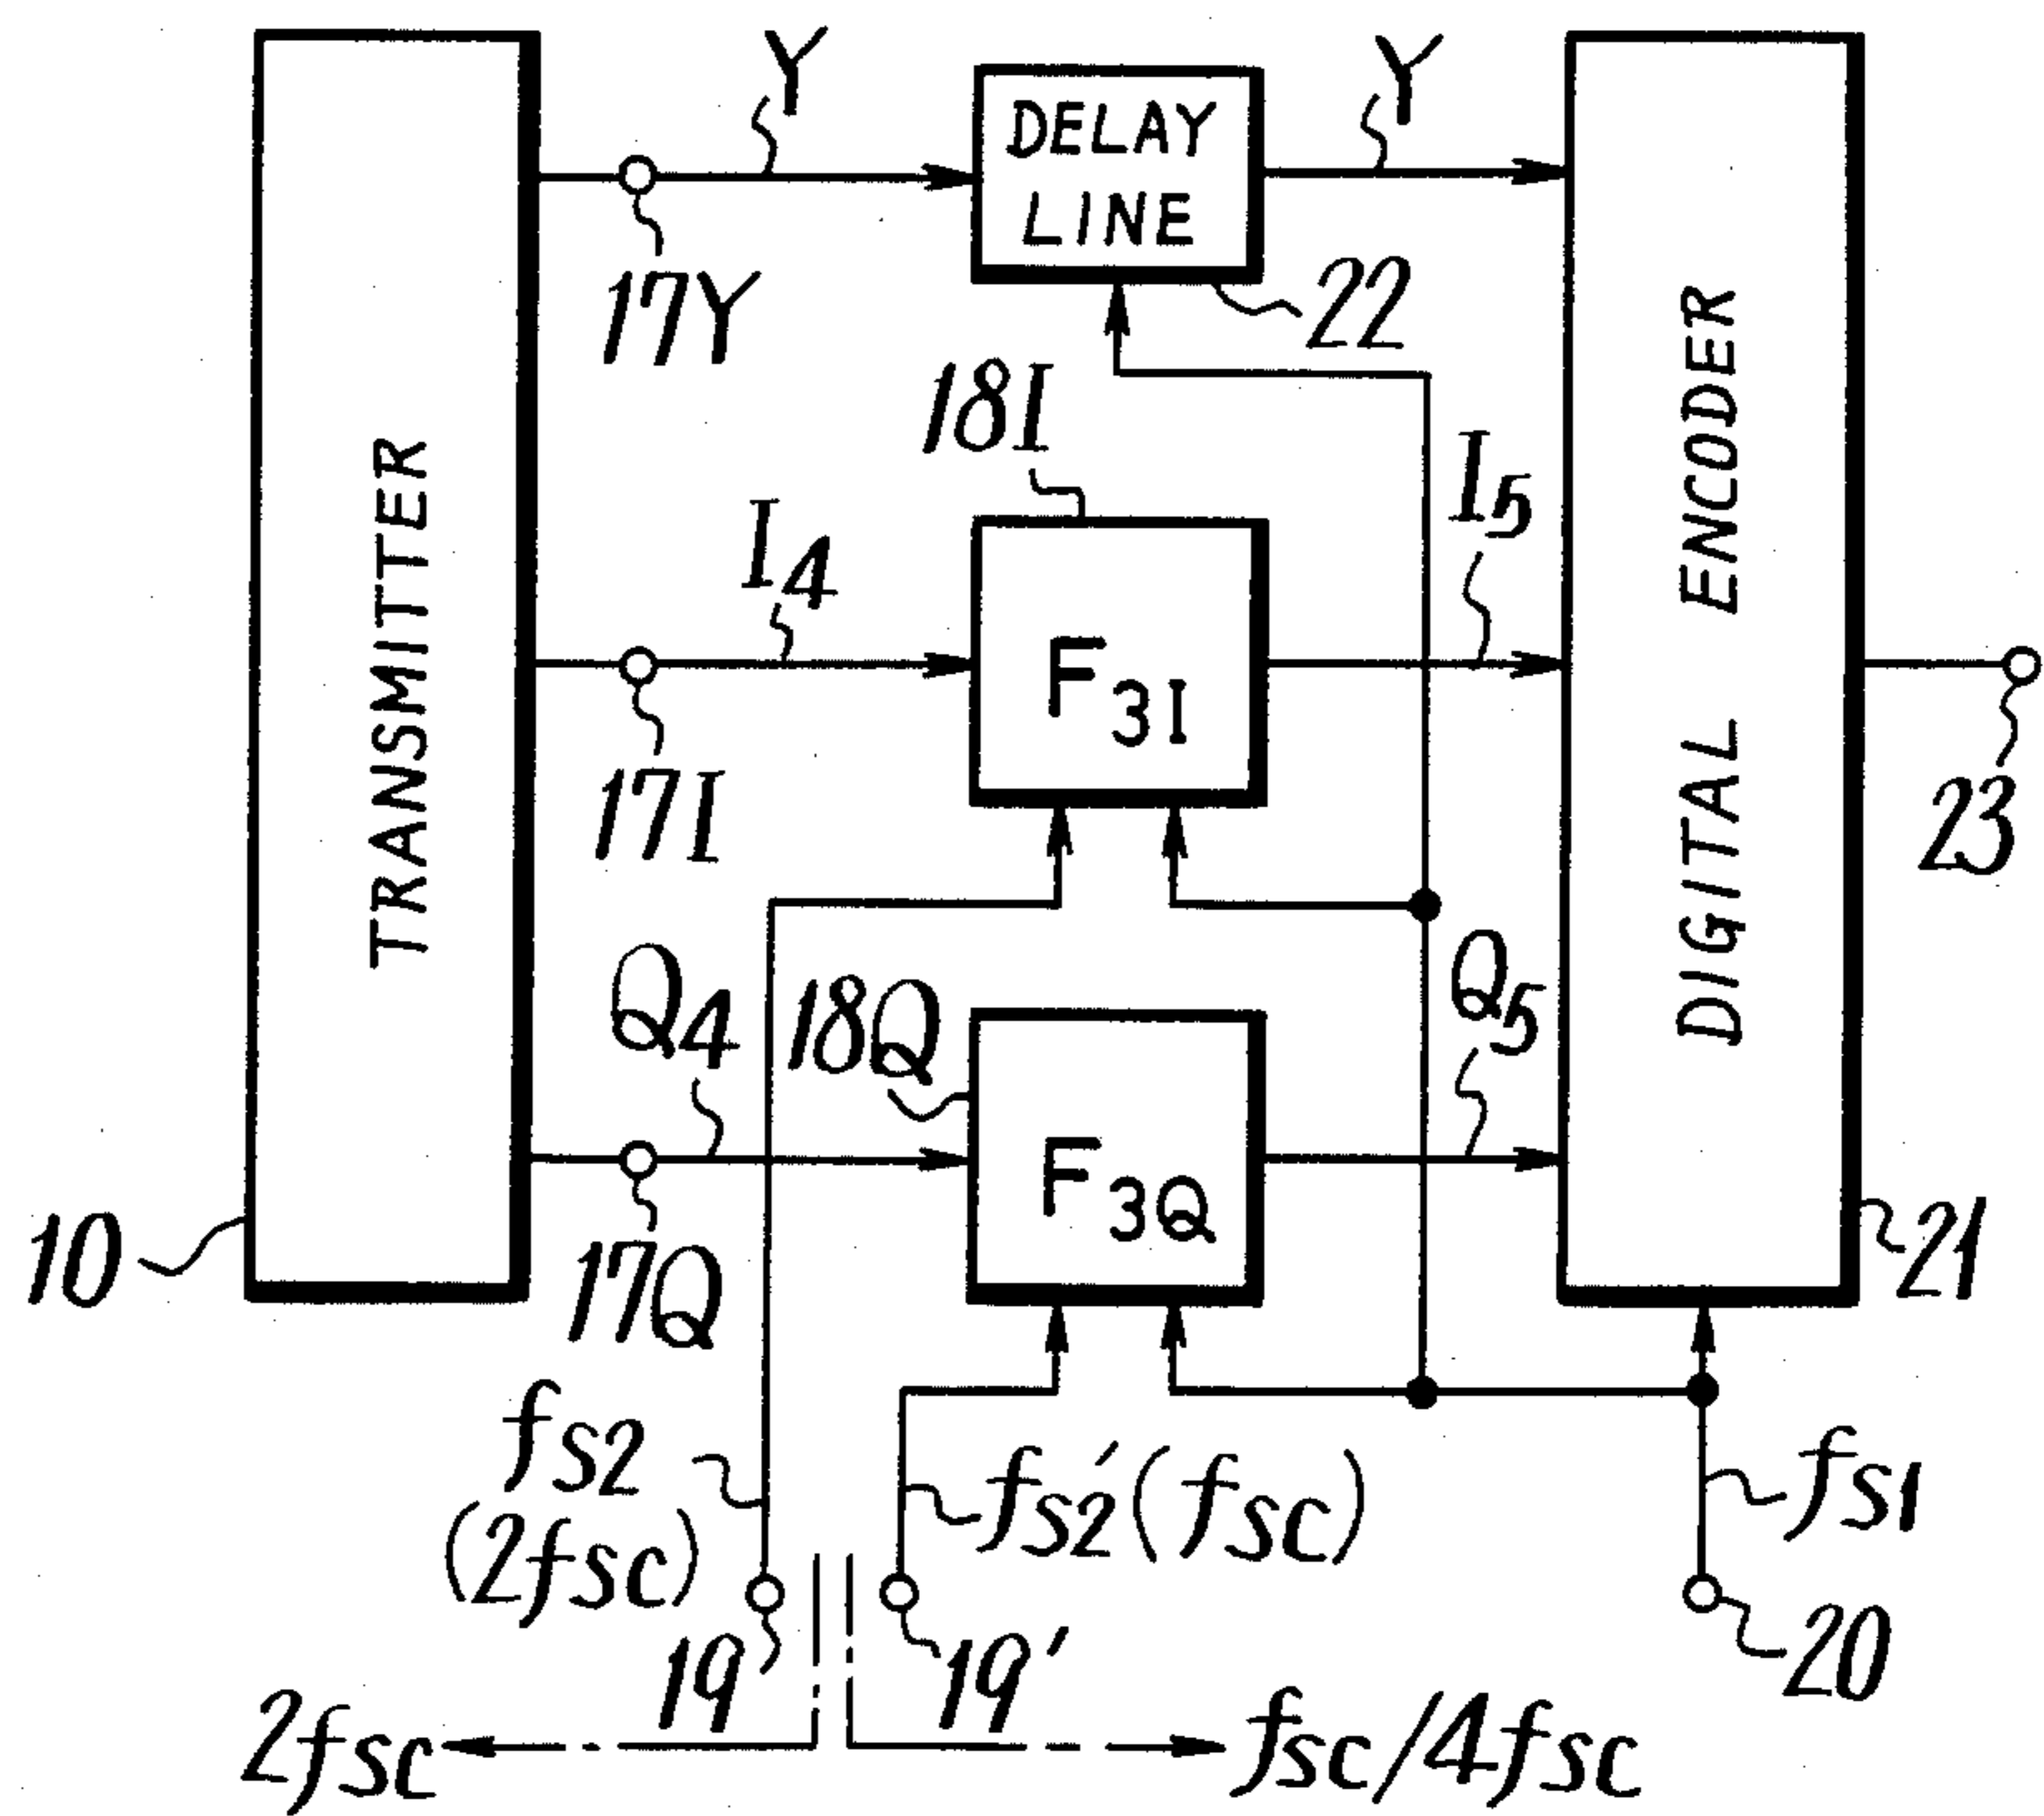 Y
Y
DELAY
LINE
17Y
22
18I
I4
I5
F3I
17I
TRANSMITTER
DIGITAL ENCODER
23
Q4
18Q
Q5
F3Q
10
17Q
21
fs2
(2fsc)
fs2'(fsc)
fs1
19
19'
20
2fsc
fsc/4fsc